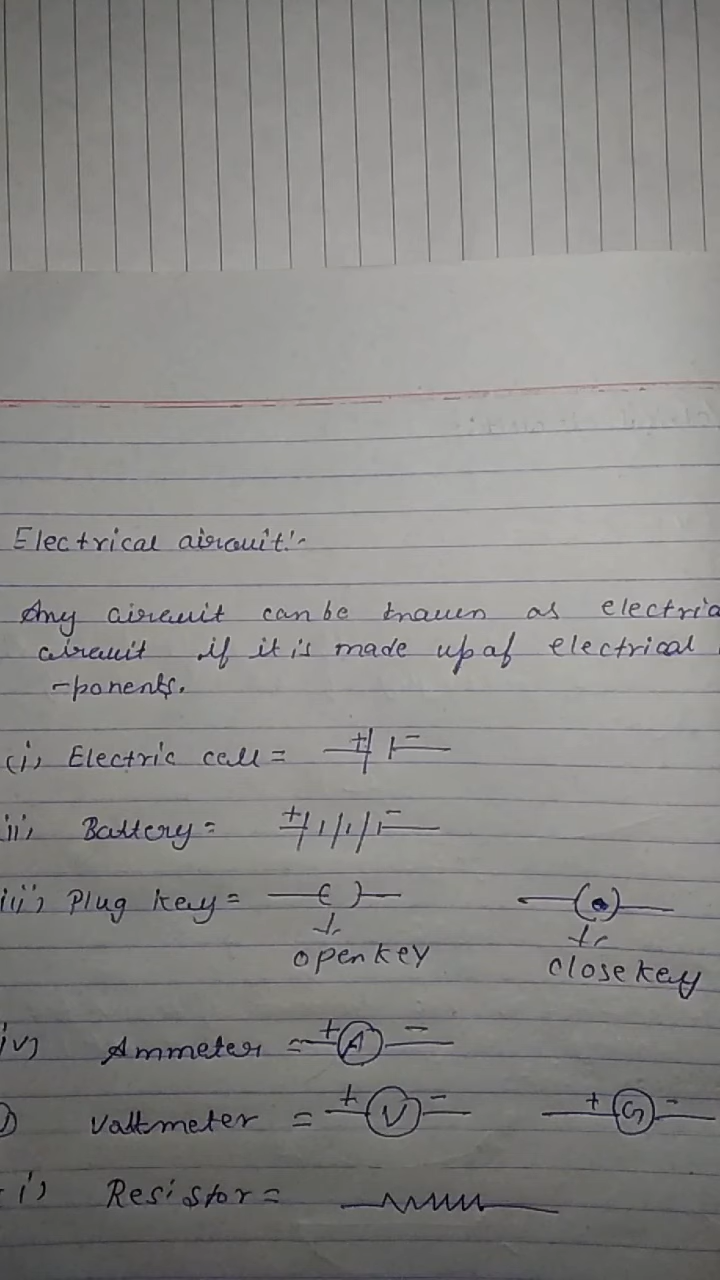 Electrical circuit:-
Any circuit can be known as electric
circuit if it is made up of electrical
-ponents.
(i) Electric cell = + -
ii) Battery = + -
iii) Plug key =
open key close key
iv) Ammeter = + A -
) Voltmeter = + V - + G -
i) Resistor =